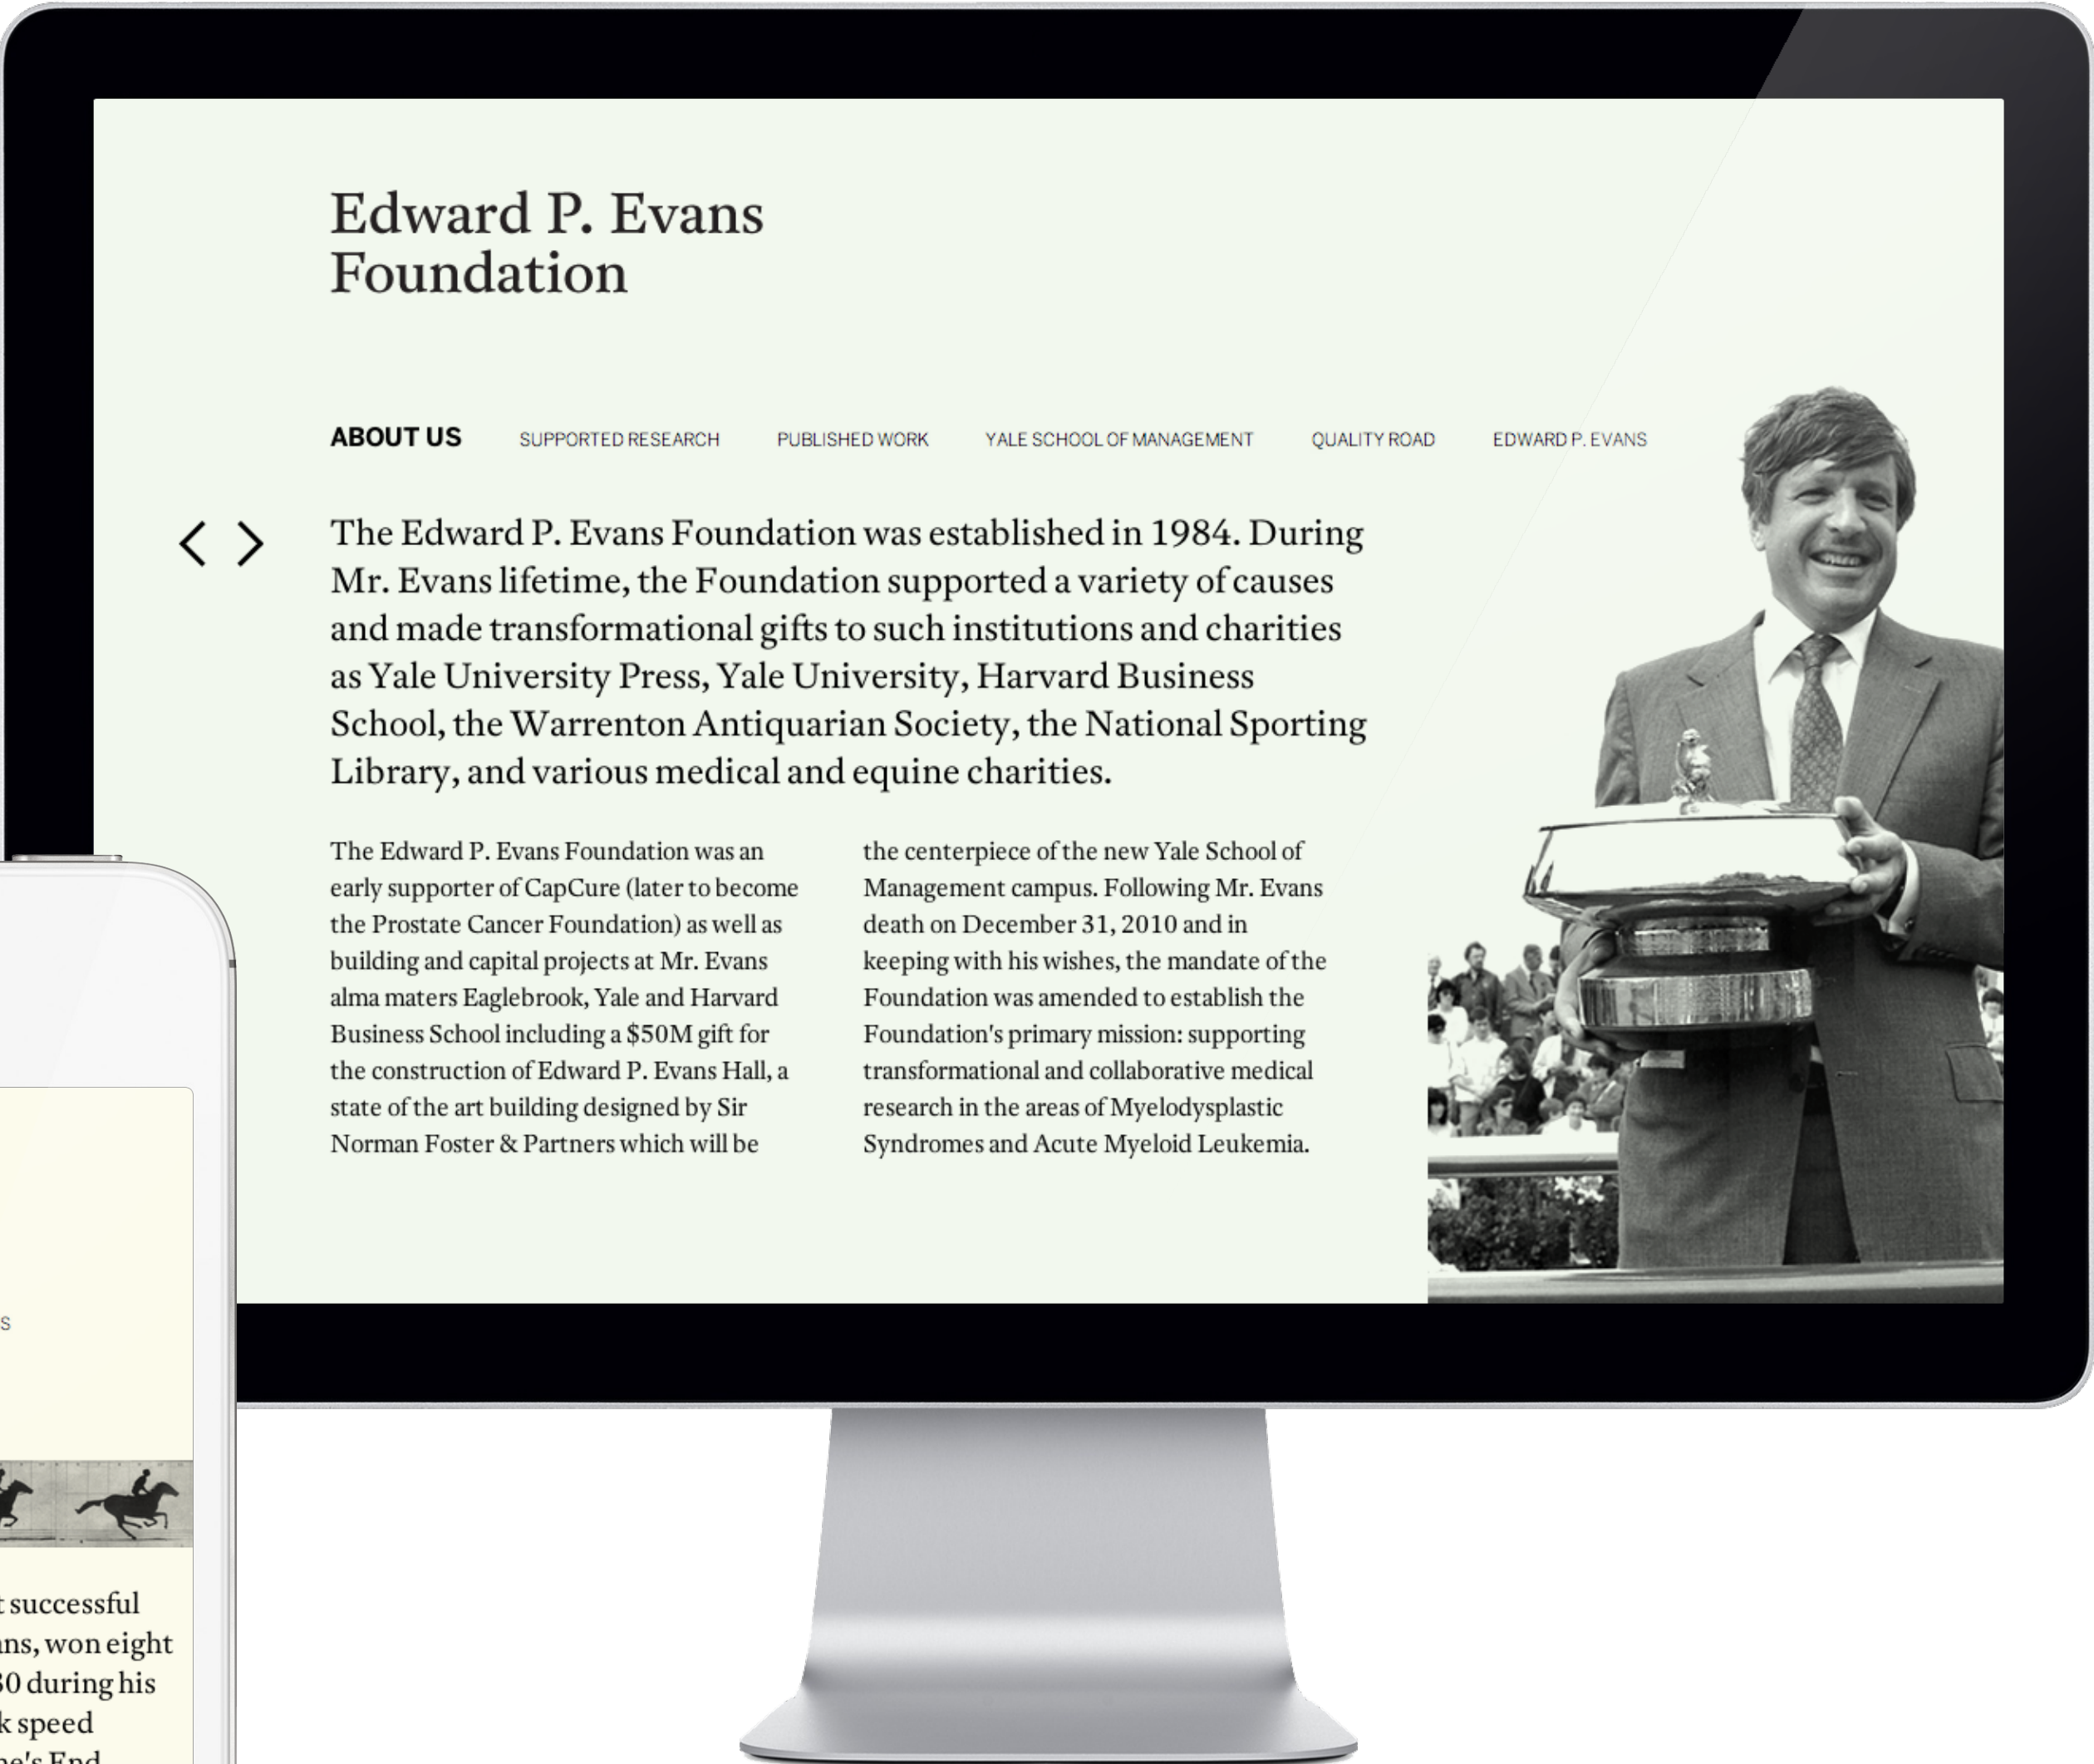 Edward P. Evans
Foundation
ABOUT US SUPPORTED RESEARCH PUBLISHED WORK YALE SCHOOL OF MANAGEMENT QUALITY ROAD EDWARD P. EVANS
The Edward P. Evans Foundation was established in 1984. During
Mr. Evans lifetime, the Foundation supported a variety of causes
and made transformational gifts to such institutions and charities
as Yale University Press, Yale University, Harvard Business
School, the Warrenton Antiquarian Society, the National Sporting
Library, and various medical and equine charities.
The Edward P. Evans Foundation was an
early supporter of CapCure (later to become
the Prostate Cancer Foundation) as well as
building and capital projects at Mr. Evans
alma maters Eaglebrook, Yale and Harvard
Business School including a $50M gift for
the construction of Edward P. Evans Hall, a
state of the art building designed by Sir
Norman Foster & Partners which will be
the centerpiece of the new Yale School of
Management campus. Following Mr. Evans
death on December 31, 2010 and in
keeping with his wishes, the mandate of the
Foundation was amended to establish the
Foundation's primary mission: supporting
transformational and collaborative medical
research in the areas of Myelodysplastic
Syndromes and Acute Myeloid Leukemia.
successful
won eight
during his
speed
End